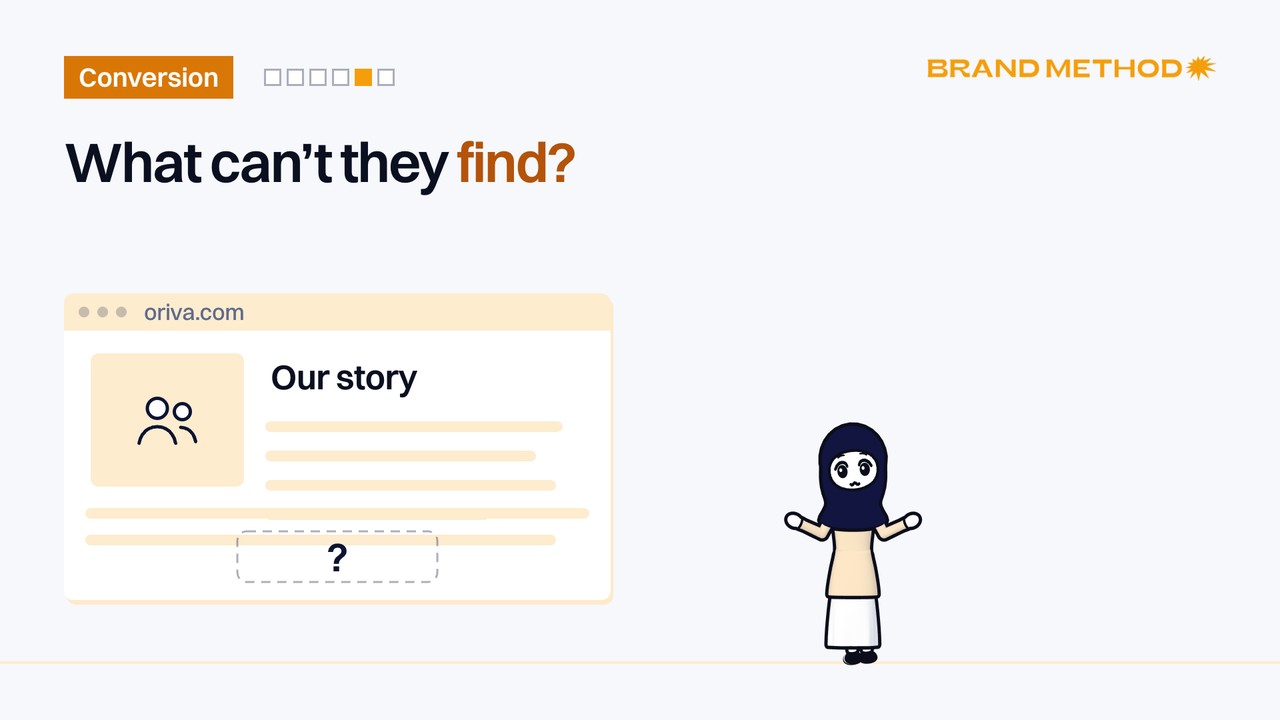 Conversion
BRAND METHOD
What can’t they find?
oriva.com
Our story
?